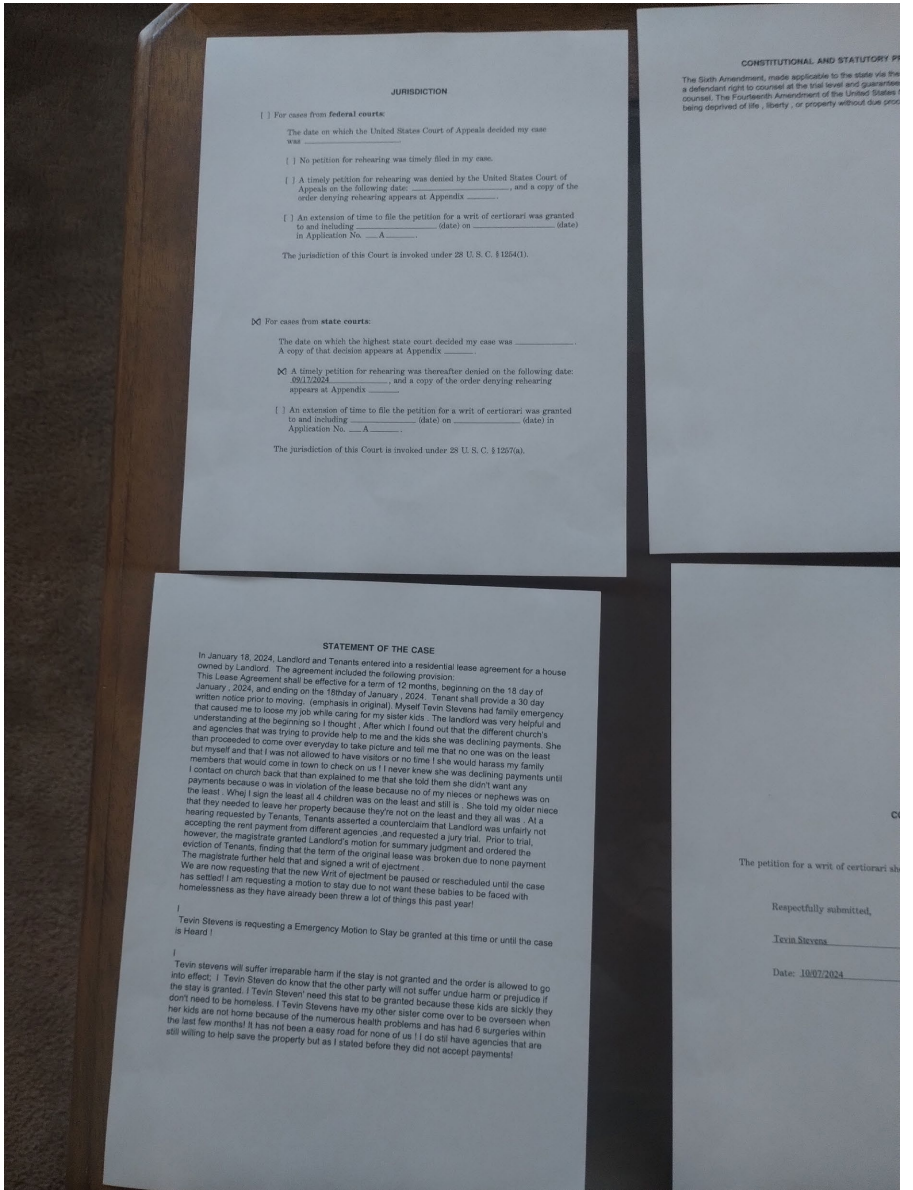 JURISDICTION
[ ] For cases from federal courts:
The date on which the United States Court of Appeals decided my case
was
[ ] No petition for rehearing was timely filed in my case.
[ ] A timely petition for rehearing was denied by the United States Court of
Appeals on the following date: , and a copy of the
order denying rehearing appears at Appendix .
[ ] An extension of time to file the petition for a writ of certiorari was granted
to and including (date) on (date)
in Application No. A .
The jurisdiction of this Court is invoked under 28 U. S. C. § 1254(1).
[X] For cases from state courts:
The date on which the highest state court decided my case was .
A copy of that decision appears at Appendix .
[X] A timely petition for rehearing was thereafter denied on the following date:
09/17/2024 , and a copy of the order denying rehearing
appears at Appendix
[ ] An extension of time to file the petition for a writ of certiorari was granted
to and including (date) on (date) in
Application No. A .
The jurisdiction of this Court is invoked under 28 U. S. C. § 1257(a).
CONSTITUTIONAL AND STATUTORY
The Sixth Amendment, made applicable to the state via the
a defendant right to counsel at the trial level and guarantee
counsel. The Fourteenth Amendment of the United States
being deprived of life , liberty , or property without due
STATEMENT OF THE CASE
In January 18, 2024, Landlord and Tenants entered into a residential lease agreement for a house
owned by Landlord. The agreement included the following provision:
This Lease Agreement shall be effective for a term of 12 months, beginning on the 18 day of
January , 2024, and ending on the 18thday of January , 2024. Tenant shall provide a 30 day
written notice prior to moving. (emphasis in original). Myself Tevin Stevens had family emergency
that caused me to loose my job while caring for my sister kids . The landlord was very helpful and
understanding at the beginning so I thought . After which I found out that the different church's
and agencies that was trying to provide help to me and the kids she was declining payments. She
than proceeded to come over everyday to take picture and tell me that no one was on the least
but myself and that I was not allowed to have visitors or no time ! she would harass my family
members that would come in town to check on us ! I never knew she was declining payments until
I contact on church back that than explained to me that she told them she didn't want any
payments because o was in violation of the lease because no of my nieces or nephews was on
the least . Whej I sign the least all 4 children was on the least and still is . She told my older niece
that they needed to leave her property because they're not on the least and they all was . At a
hearing requested by Tenants, Tenants asserted a counterclaim that Landlord was unfairly not
accepting the rent payment from different agencies ,and requested a jury trial. Prior to trial,
however, the magistrate granted Landlord's motion for summary judgment and ordered the
eviction of Tenants, finding that the term of the original lease was broken due to none payment
The magistrate further held that and signed a writ of ejectment .
We are now requesting that the new Writ of ejectment be paused or rescheduled until the case
has settled! I am requesting a motion to stay due to not want these babies to be faced with
homelessness as they have already been threw a lot of things this past year!
I
Tevin Stevens is requesting a Emergency Motion to Stay be granted at this time or until the case
is Heard !
I
Tevin stevens will suffer irreparable harm if the stay is not granted and the order is allowed to go
into effect; I Tevin Steven do know that the other party will not suffer undue harm or prejudice if
the stay is granted. I Tevin Steven' need this stat to be granted because these kids are sickly they
don't need to be homeless. I Tevin Stevens have my other sister come over to be overseen when
her kids are not home because of the numerous health problems and has had 6 surgeries within
the last few months! It has not been a easy road for none of us ! I do stil have agencies that are
still willing to help save the property but as I stated before they did not accept payments!
The petition for a writ of certiorari
Respectfully submitted,
Tevin Stevens
Date: 10/07/2024